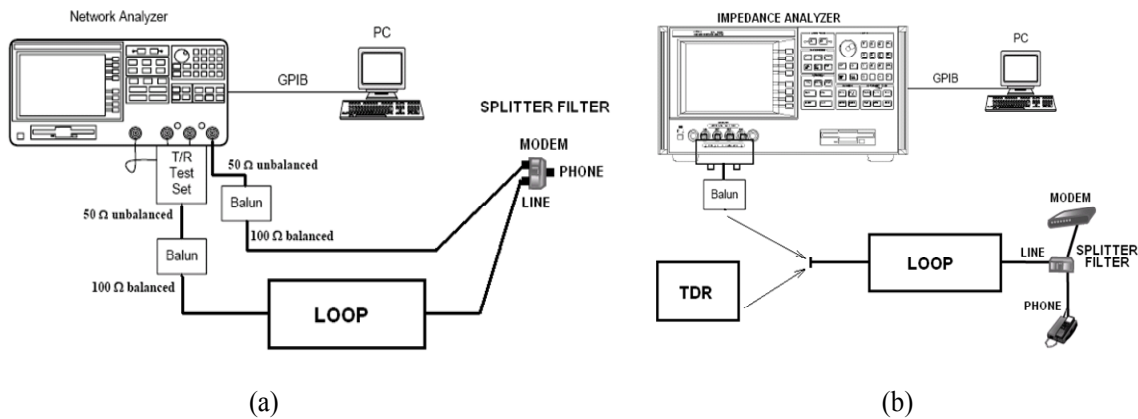 Network Analyzer
PC
GPIB
SPLITTER FILTER
MODEM
PHONE
LINE
T/R
Test
Set
50 Ω unbalanced
Balun
50 Ω unbalanced
100 Ω balanced
Balun
100 Ω balanced
LOOP
(a)
IMPEDANCE ANALYZER
PC
GPIB
Balun
MODEM
LOOP
LINE
SPLITTER
FILTER
TDR
PHONE
(b)